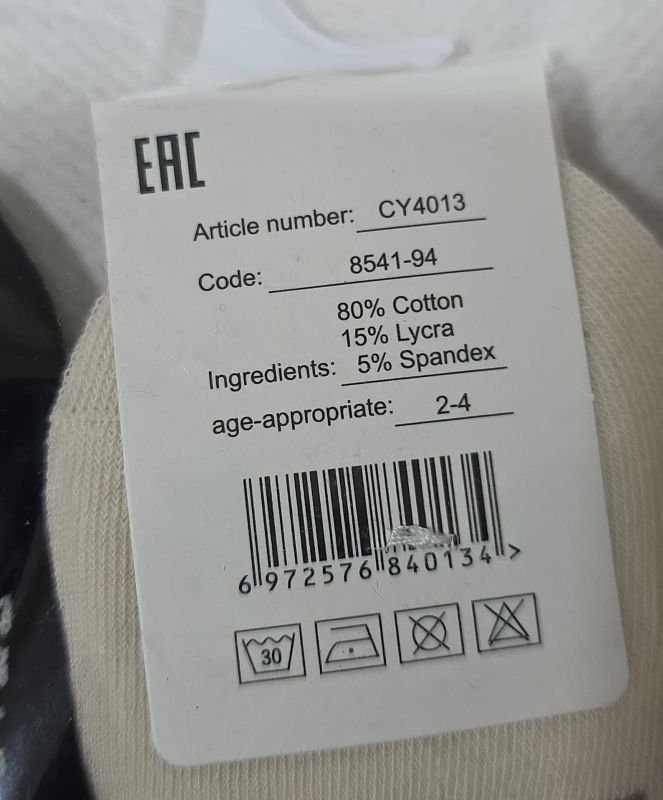 EAC
Article number: CY4013
Code: 8541-94
80% Cotton
15% Lycra
Ingredients: 5% Spandex
age-appropriate: 2-4
6 972576 840134 >
30